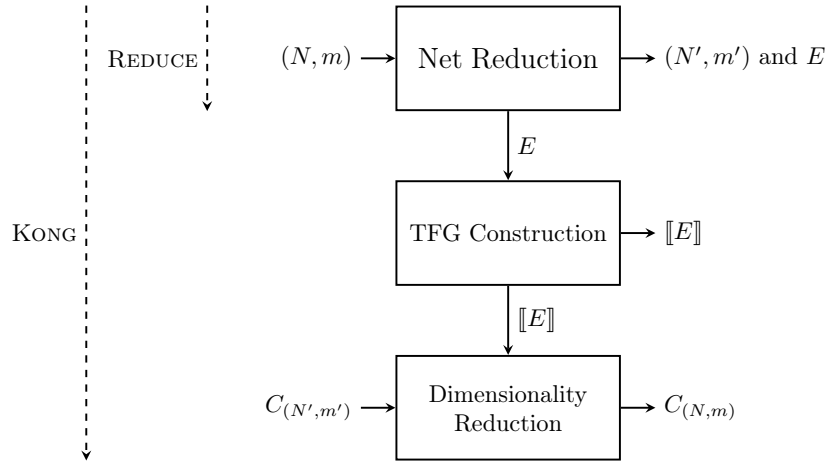 (N, m)
Net Reduction
(N′, m′) and E
REDUCE
E
TFG Construction
⟦E⟧
KONG
⟦E⟧
C(N′,m′)
Dimensionality
Reduction
C(N,m)